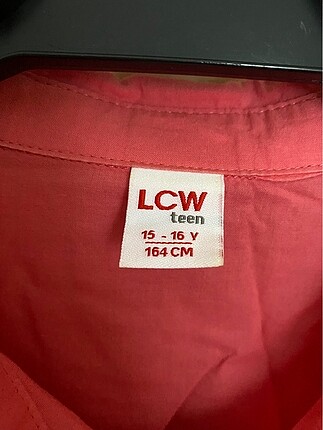 LCW
teen
15 - 16 Y
164 CM